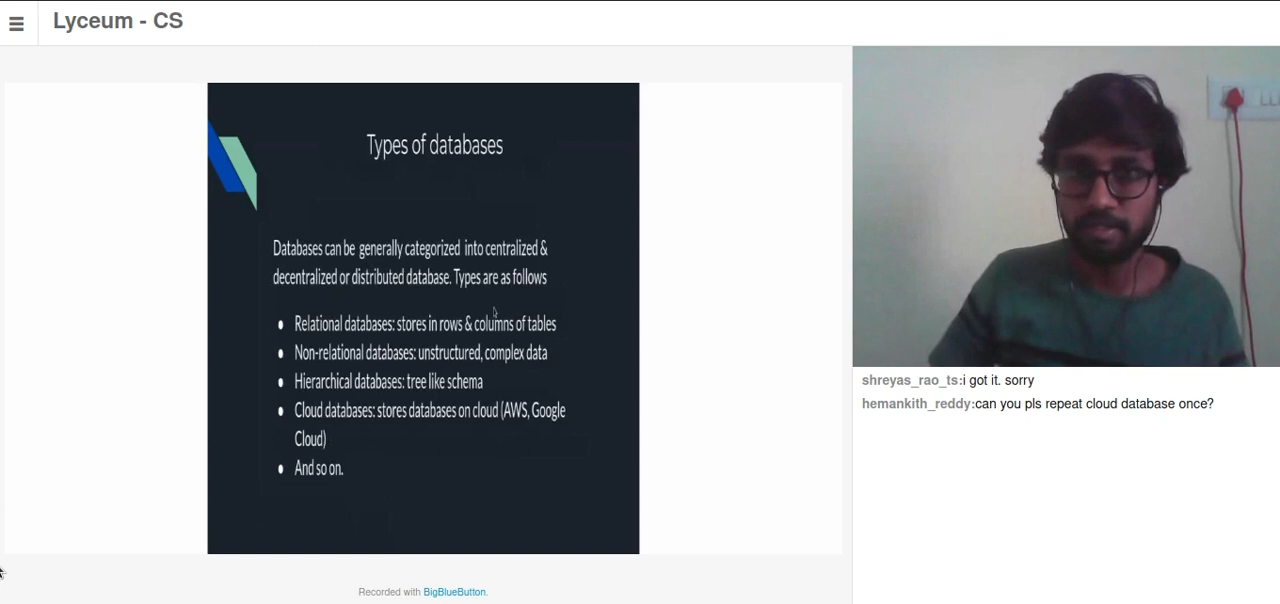 Lyceum - CS
Types of databases
Databases can be generally categorized into centralized &
decentralized or distributed database. Types are as follows
● Relational databases: stores in rows & columns of tables
● Non-relational databases: unstructured, complex data
● Hierarchical databases: tree like schema
● Cloud databases: stores databases on cloud (AWS, Google
Cloud)
● And so on.
Recorded with BigBlueButton.
shreyas_rao_ts:i got it. sorry
hemankith_reddy:can you pls repeat cloud database once?